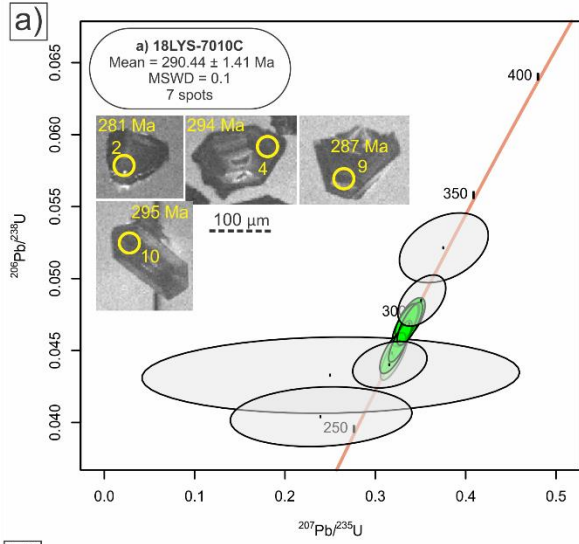 a)
a) 18LYS-7010C
Mean = 290.44 ± 1.41 Ma
MSWD = 0.1
7 spots
281 Ma
2
294 Ma
4
287 Ma
9
295 Ma
10
100 µm
400
350
300
250
0.065
0.060
0.055
0.050
0.045
0.040
²⁰⁶Pb/²³⁸U
0.0
0.1
0.2
0.3
0.4
0.5
²⁰⁷Pb/²³⁵U